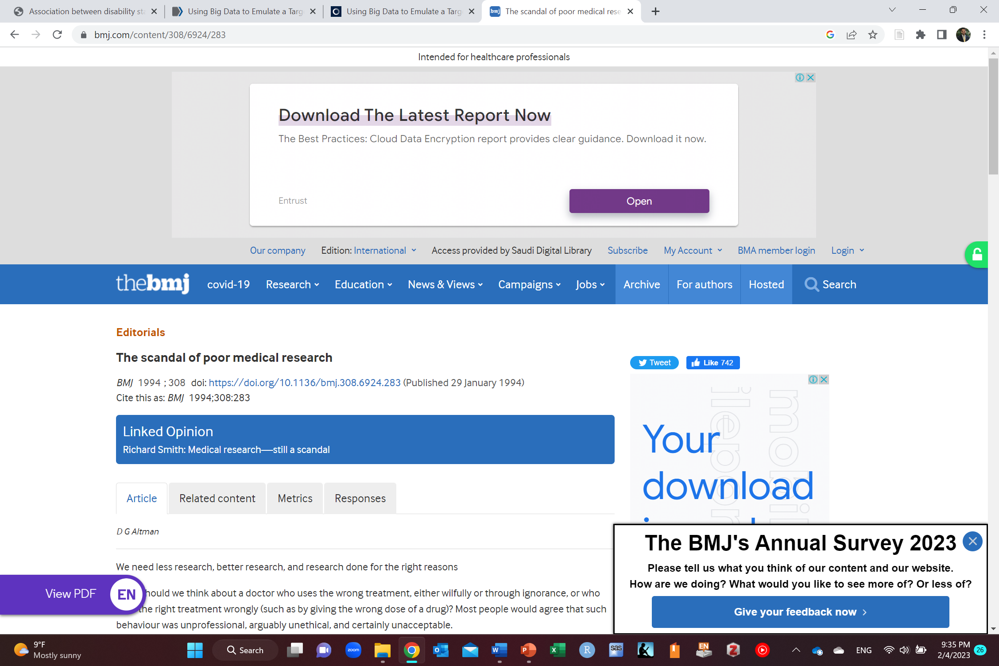 Association between disability sta
Using Big Data to Emulate a Targ
Using Big Data to Emulate a Targ
bmj The scandal of poor medical rese
bmj.com/content/308/6924/283
Intended for healthcare professionals
Download The Latest Report Now
The Best Practices: Cloud Data Encryption report provides clear guidance. Download it now.
Entrust
Open
Our company Edition: International Access provided by Saudi Digital Library Subscribe My Account BMA member login Login
thebmj covid-19 Research Education News & Views Campaigns Jobs Archive For authors Hosted Search
Editorials
The scandal of poor medical research
BMJ 1994 ; 308 doi: https://doi.org/10.1136/bmj.308.6924.283 (Published 29 January 1994)
Cite this as: BMJ 1994;308:283
Linked Opinion
Richard Smith: Medical research—still a scandal
Article Related content Metrics Responses
D G Altman
We need less research, better research, and research done for the right reasons
hould we think about a doctor who uses the wrong treatment, either wilfully or through ignorance, or who
the right treatment wrongly (such as by giving the wrong dose of a drug)? Most people would agree that such
behaviour was unprofessional, arguably unethical, and certainly unacceptable.
View PDF EN
Tweet Like 742
Your
download
The BMJ's Annual Survey 2023
Please tell us what you think of our content and our website.
How are we doing? What would you like to see more of? Or less of?
Give your feedback now
9°F
Mostly sunny
Search
zoom
EN
sas
ENG
9:35 PM
2/4/2023
26